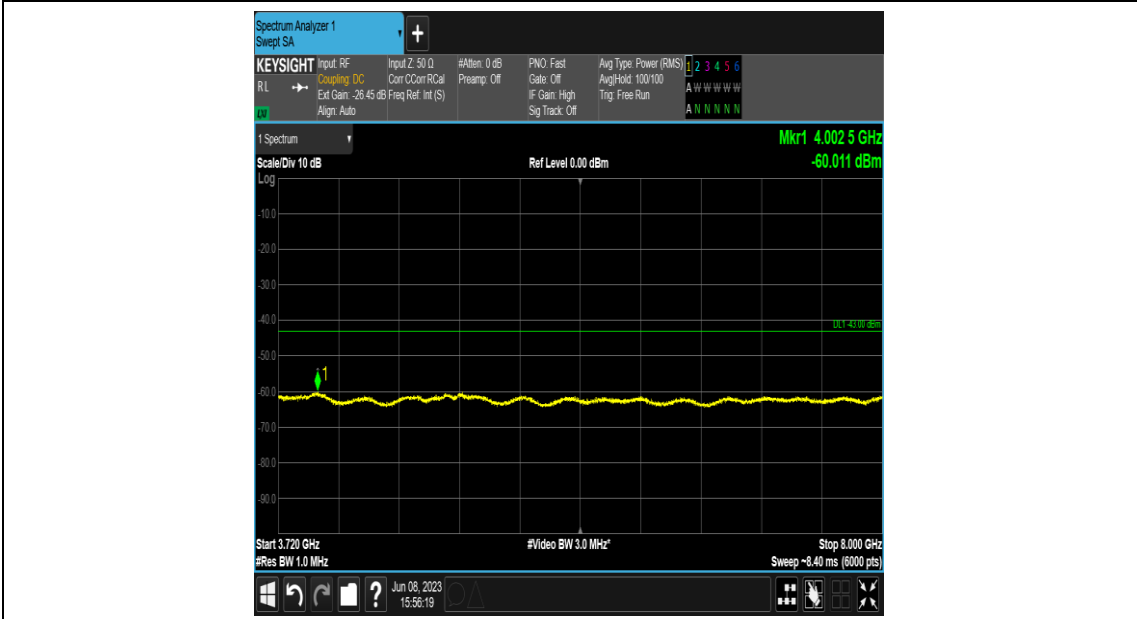 Spectrum Analyzer 1
Swept SA
+
KEYSIGHT
RL
Input: RF
Coupling: DC
Ext Gain: -26.45 dB
Align: Auto
Input Z: 50 Ω
Corr CCorr RCal
Freq Ref: Int (S)
#Atten: 0 dB
Preamp: Off
PNO: Fast
Gate: Off
IF Gain: High
Sig Track: Off
Avg Type: Power (RMS)
Avg|Hold: 100/100
Trig: Free Run
1 2 3 4 5 6
A W W W W W
A N N N N N
1 Spectrum
Mkr1 4.002 5 GHz
-60.011 dBm
Scale/Div 10 dB
Ref Level 0.00 dBm
Log
-10.0
-20.0
-30.0
-40.0
DL1 -43.00 dBm
-50.0
1
-60.0
-70.0
-80.0
-90.0
Start 3.720 GHz
#Video BW 3.0 MHz*
Stop 8.000 GHz
#Res BW 1.0 MHz
Sweep ~8.40 ms (6000 pts)
?
Jun 08, 2023
15:56:19